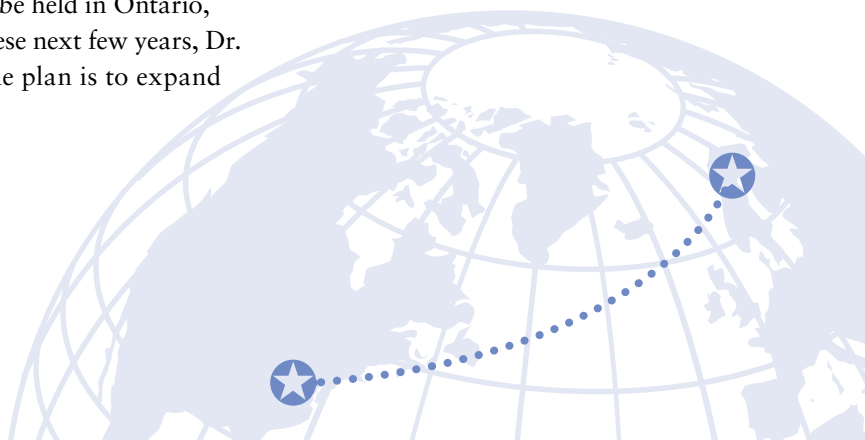 be held in Ontario,
ese next few years, Dr.
e plan is to expand